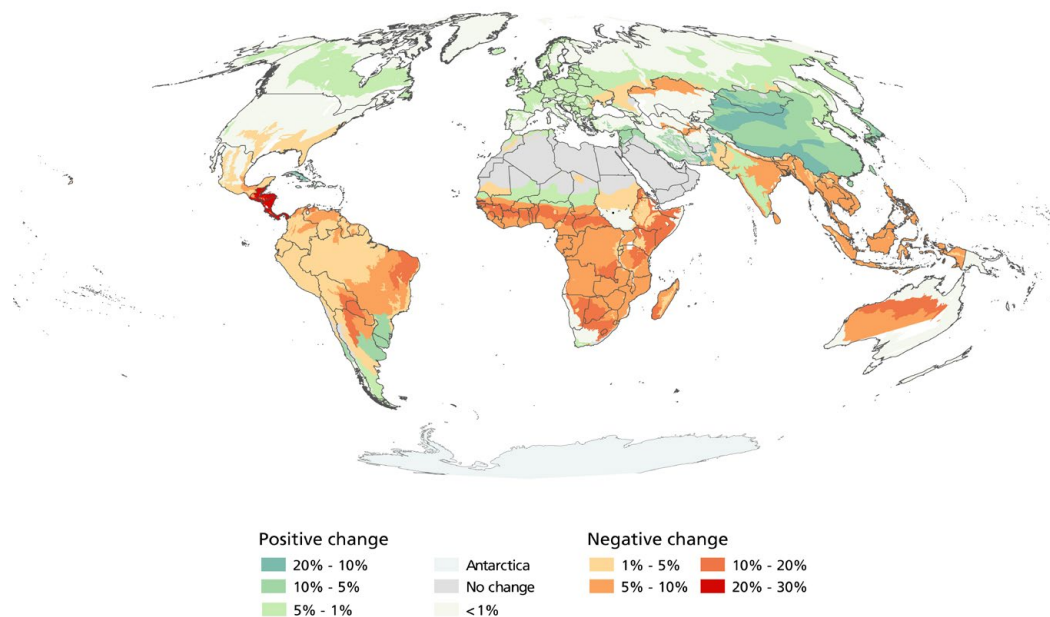 Positive change
20% - 10%
10% - 5%
5% - 1%
Antarctica
No change
<1%
Negative change
1% - 5%
5% - 10%
10% - 20%
20% - 30%